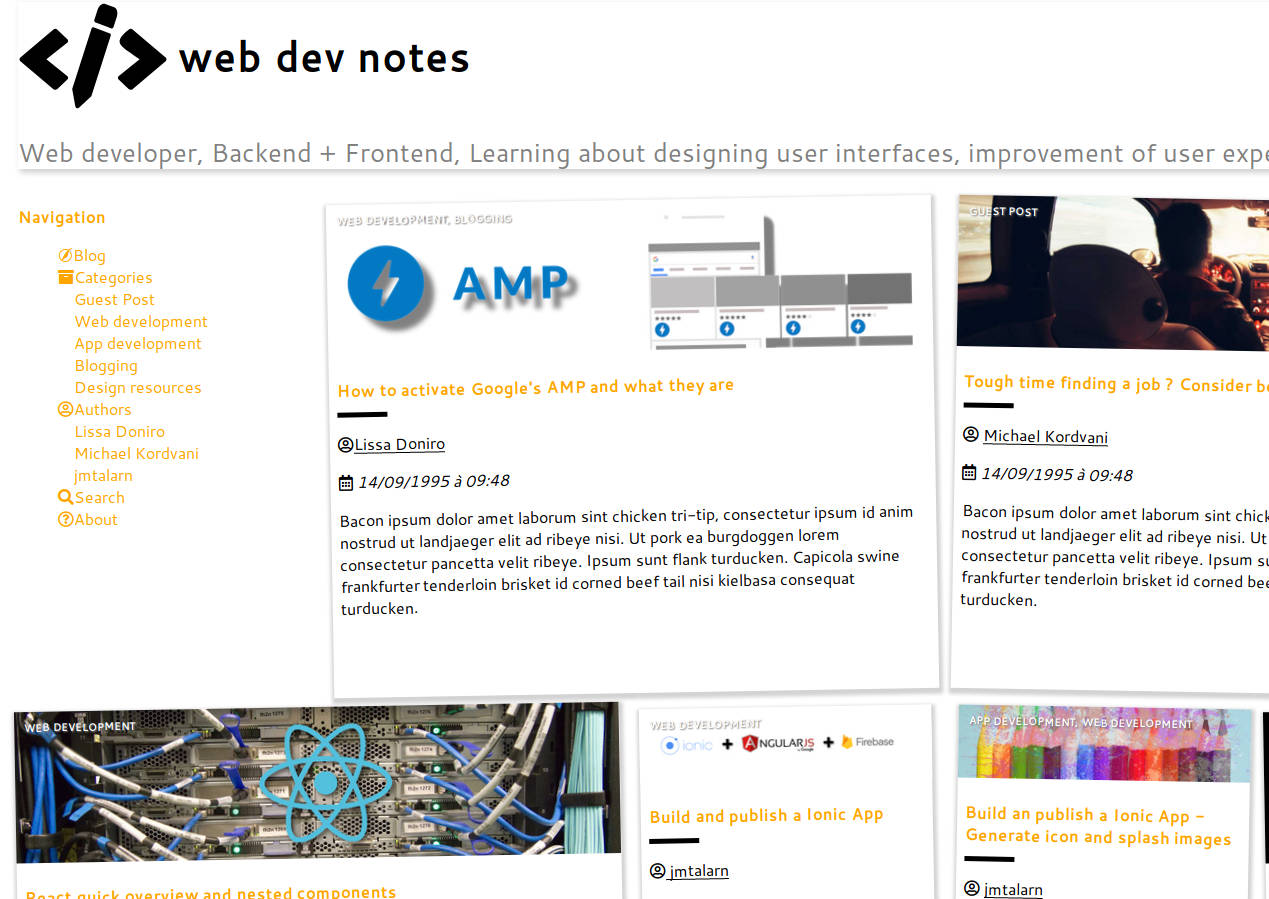 web dev notes
Web developer, Backend + Frontend, Learning about designing user interfaces, improvement of user expe
Navigation
Blog
Categories
Guest Post
Web development
App development
Blogging
Design resources
Authors
Lissa Doniro
Michael Kordvani
jmtalarn
Search
About
WEB DEVELOPMENT, BLOGGING
AMP
How to activate Google's AMP and what they are
Lissa Doniro
14/09/1995 à 09:48
Bacon ipsum dolor amet laborum sint chicken tri-tip, consectetur ipsum id anim
nostrud ut landjaeger elit ad ribeye nisi. Ut pork ea burgdoggen lorem
consectetur pancetta velit ribeye. Ipsum sunt flank turducken. Capicola swine
frankfurter tenderloin brisket id corned beef tail nisi kielbasa consequat
turducken.
GUEST POST
Tough time finding a job ? Consider be
Michael Kordvani
14/09/1995 à 09:48
Bacon ipsum dolor amet laborum sint chick
nostrud ut landjaeger elit ad ribeye nisi. Ut
consectetur pancetta velit ribeye. Ipsum su
frankfurter tenderloin brisket id corned bee
turducken.
WEB DEVELOPMENT
React quick overview and nested components
WEB DEVELOPMENT
ionic + ANGULARJS + Firebase
Build and publish a Ionic App
jmtalarn
APP DEVELOPMENT, WEB DEVELOPMENT
Build an publish a Ionic App -
Generate icon and splash images
jmtalarn